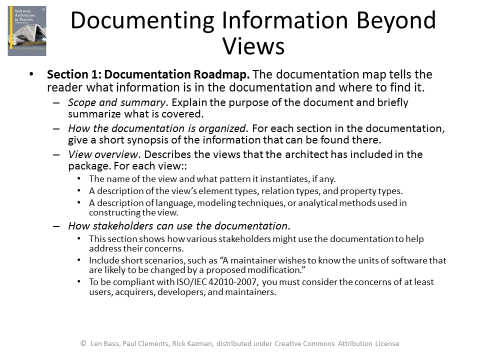 Software
Architecture
in Practice
Documenting Information Beyond
Views
• Section 1: Documentation Roadmap. The documentation map tells the
reader what information is in the documentation and where to find it.
– Scope and summary. Explain the purpose of the document and briefly
summarize what is covered.
– How the documentation is organized. For each section in the documentation,
give a short synopsis of the information that can be found there.
– View overview. Describes the views that the architect has included in the
package. For each view::
• The name of the view and what pattern it instantiates, if any.
• A description of the view's element types, relation types, and property types.
• A description of language, modeling techniques, or analytical methods used in
constructing the view.
– How stakeholders can use the documentation.
• This section shows how various stakeholders might use the documentation to help
address their concerns.
• Include short scenarios, such as “A maintainer wishes to know the units of software that
are likely to be changed by a proposed modification.”
• To be compliant with ISO/IEC 42010-2007, you must consider the concerns of at least
users, acquirers, developers, and maintainers.
© Len Bass, Paul Clements, Rick Kazman, distributed under Creative Commons Attribution License